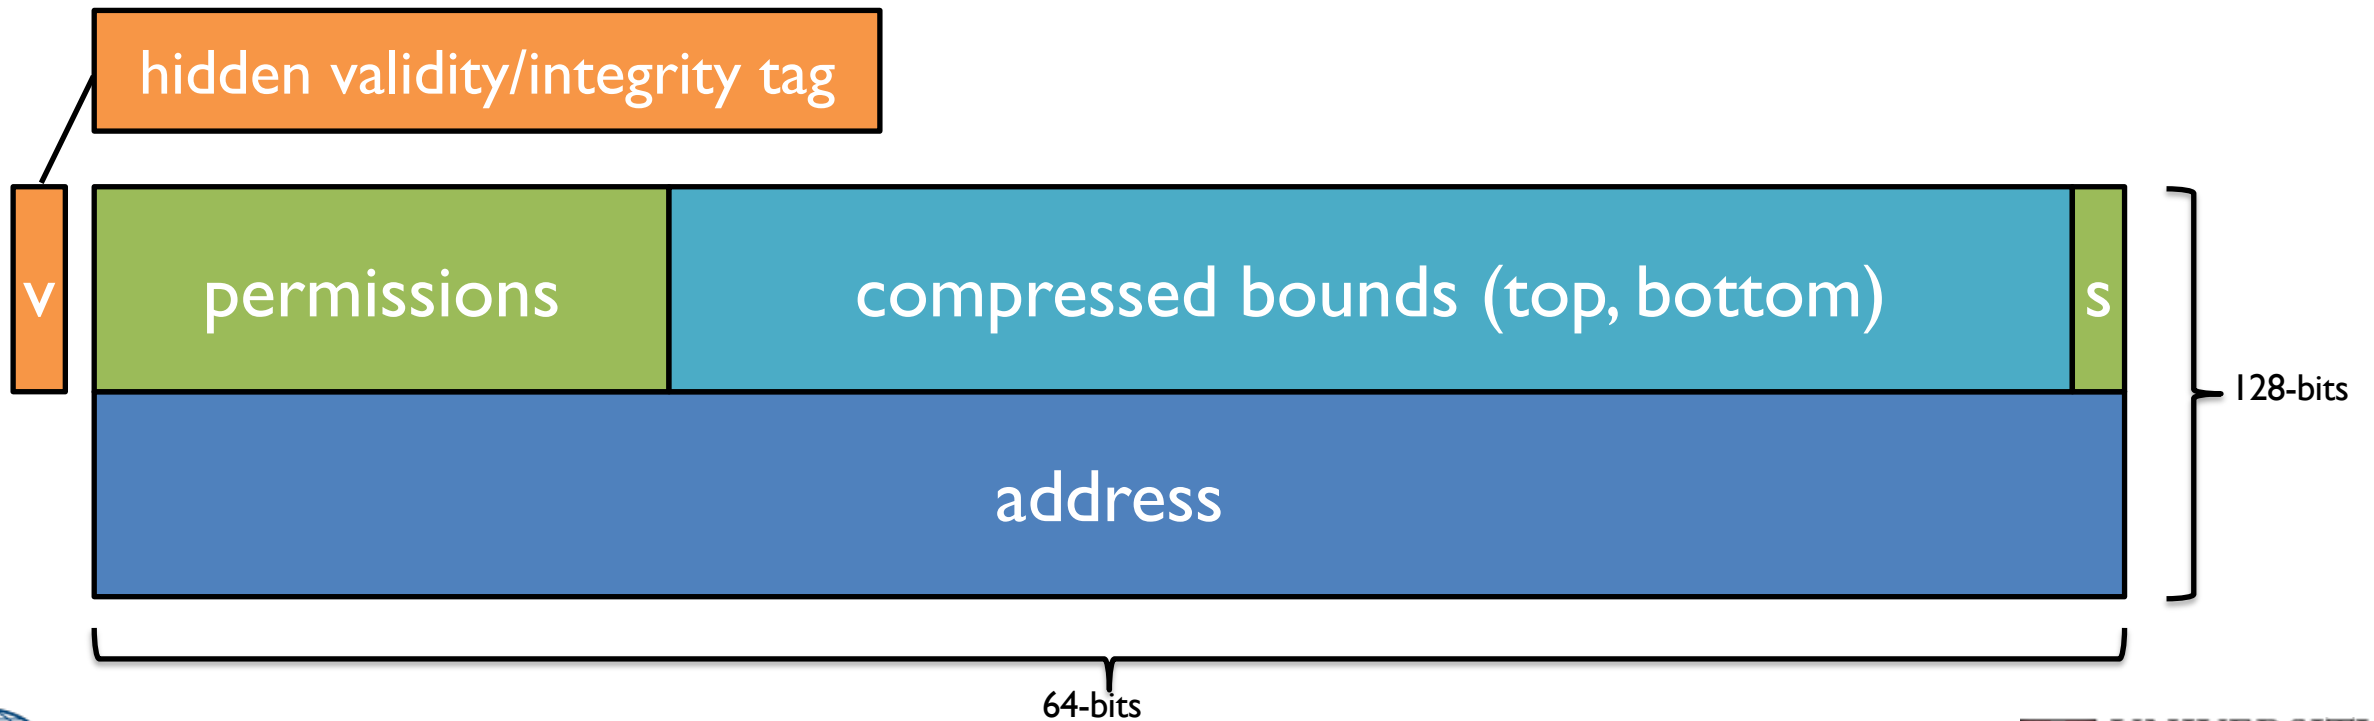 hidden validity/integrity tag
v
permissions
compressed bounds (top, bottom)
s
128-bits
address
64-bits